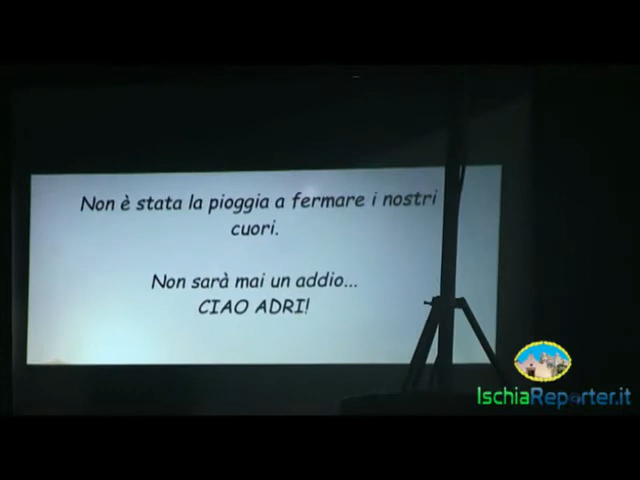 Non è stata la pioggia a fermare i nostri
cuori.
Non sarà mai un addio...
CIAO ADRI!
IschiaReporter.it